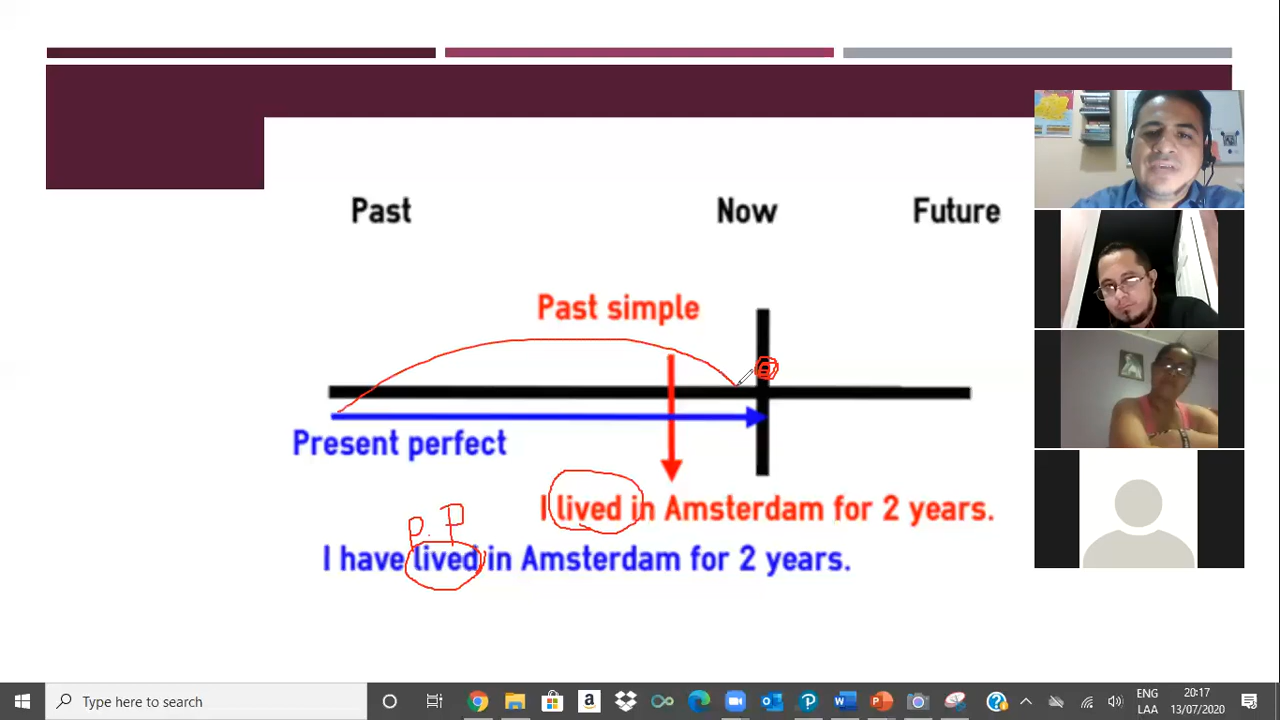 Past Now Future
Past simple
Present perfect
I lived in Amsterdam for 2 years.
P. P
I have lived in Amsterdam for 2 years.
Type here to search
ENG 20:17
LAA 13/07/2020